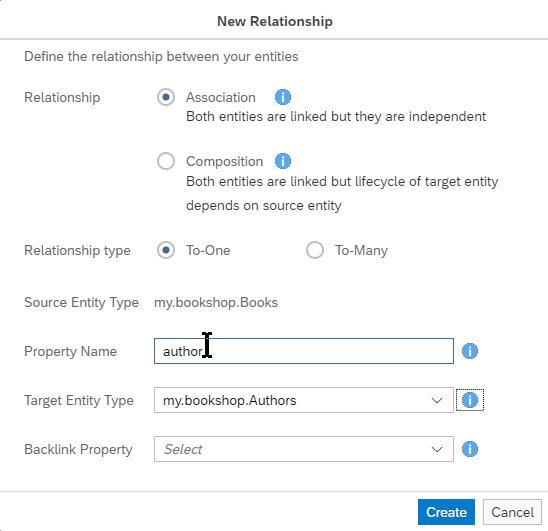 New Relationship
Define the relationship between your entities
Relationship
Association
Both entities are linked but they are independent
Composition
Both entities are linked but lifecycle of target entity
depends on source entity
Relationship type To-One To-Many
Source Entity Type my.bookshop.Books
Property Name author
Target Entity Type my.bookshop.Authors
Backlink Property Select
Create Cancel